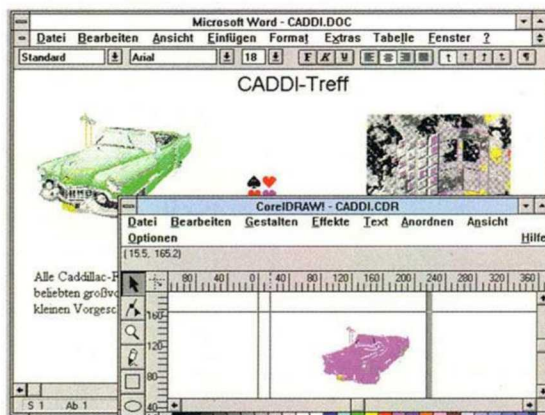 Microsoft Word - CADDI.DOC
Datei Bearbeiten Ansicht Einfügen Format Extras Tabelle Fenster ?
Standard Arial 18 F K U
CADDI-Treff
CorelDRAW! - CADDI.CDR
Datei Bearbeiten Gestalten Effekte Text Anordnen Ansicht
Optionen Hilfe
(15.5, 165.2)
80 40 0 40 80 120 160 200 240 280 320 360
160
120
80
40
Alle Caddillac-F
beliebten großvo
kleinen Vorgesc
S 1 Ab 1